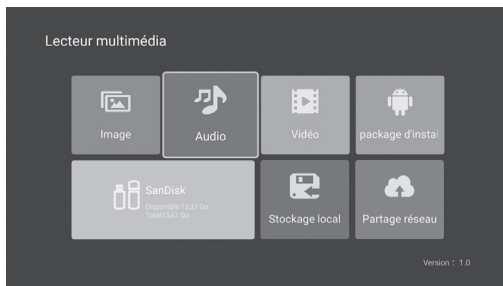 Lecteur multimédia
Image
Audio
Vidéo
package d'instal
SanDisk
Disponible 13,37 Go
Total15,67 Go
Stockage local
Partage réseau
Version : 1.0